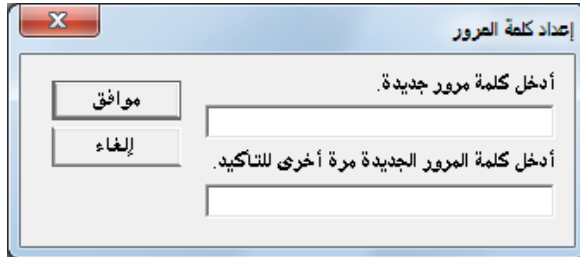 إعداد كلمة المرور
أدخل كلمة مرور جديدة.
موافق
إلغاء
أدخل كلمة المرور الجديدة مرة أخرى للتأكيد.